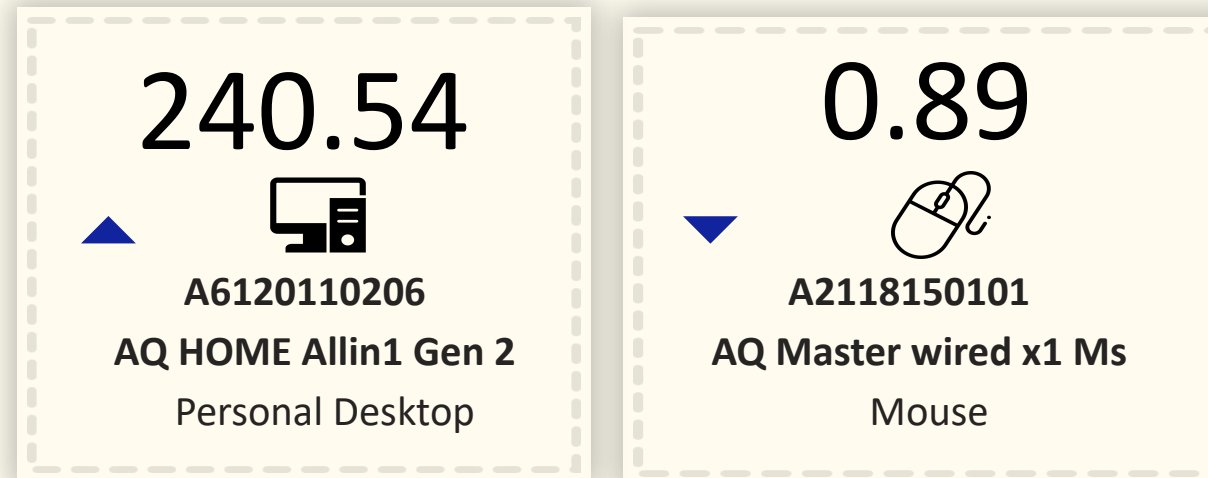 240.54
A6120110206
AQ HOME Allin1 Gen 2
Personal Desktop
0.89
A2118150101
AQ Master wired x1 Ms
Mouse